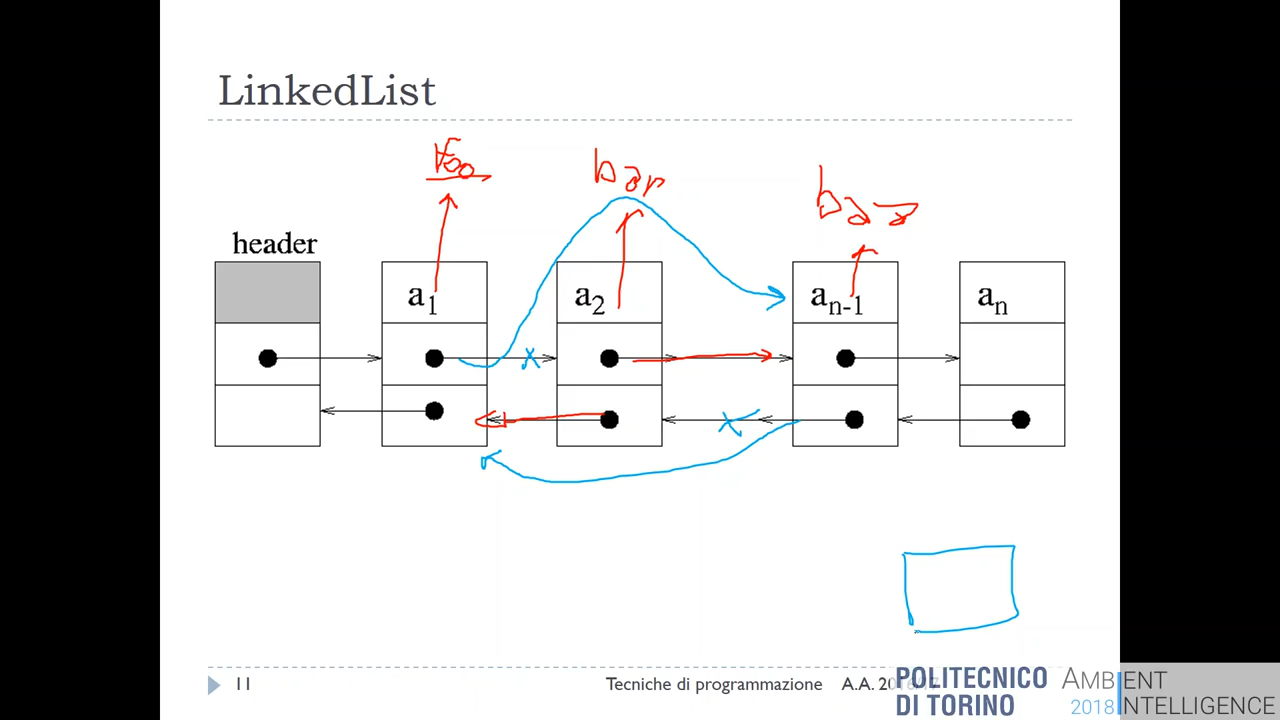 LinkedList
foo
bar
baz
header
a1
a2
an-1
an
x
x
11
Tecniche di programmazione
A.A.
POLITECNICO
DI TORINO
AMBIENT
2018 INTELLIGENCE